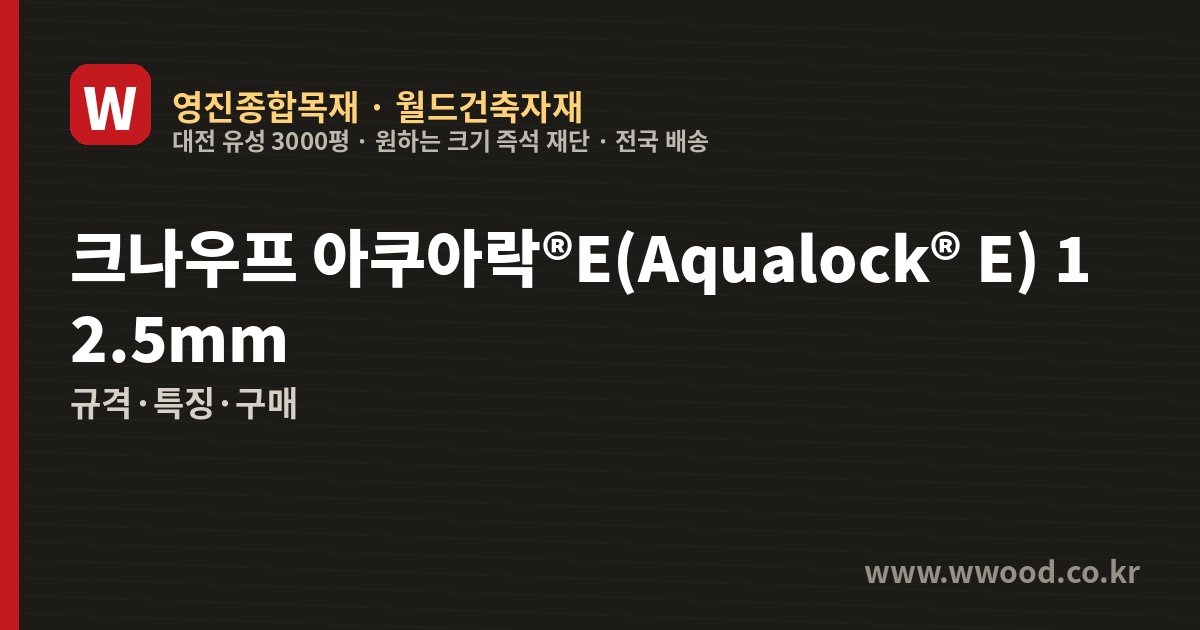 W
영진종합목재 · 월드건축자재
대전 유성 3000평 · 원하는 크기 즉석 재단 · 전국 배송
크나우프 아쿠아락®E(Aqualock® E) 1
2.5mm
규격·특징·구매
www.wwood.co.kr